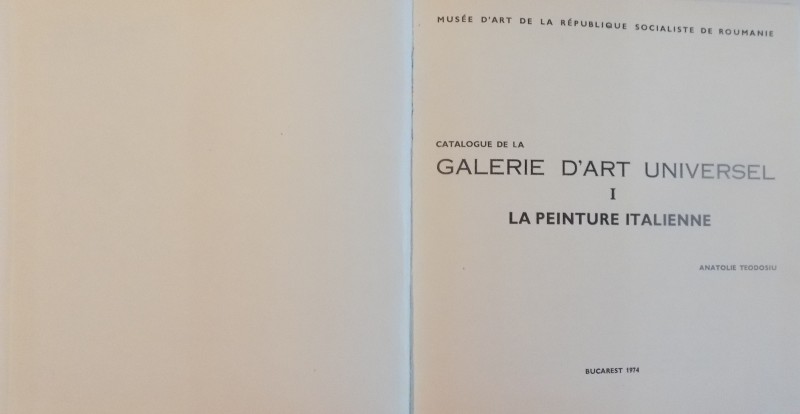 MUSÉE D'ART DE LA RÉPUBLIQUE SOCIALISTE DE ROUMANIE
CATALOGUE DE LA
GALERIE D'ART UNIVERSEL
I
LA PEINTURE ITALIENNE
ANATOLIE TEODOSIU
BUCAREST 1974